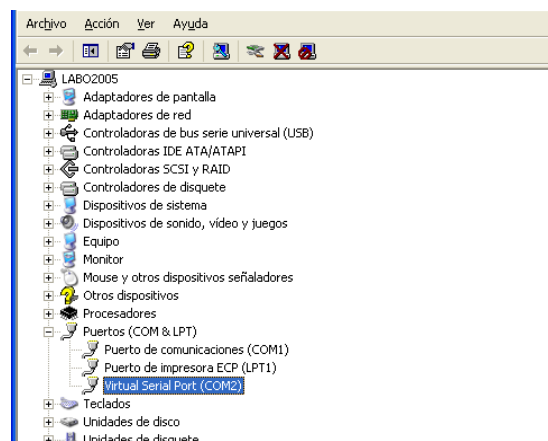 Archivo Acción Ver Ayuda
LABO2005
Adaptadores de pantalla
Adaptadores de red
Controladoras de bus serie universal (USB)
Controladoras IDE ATA/ATAPI
Controladoras SCSI y RAID
Controladores de disquete
Dispositivos de sistema
Dispositivos de sonido, vídeo y juegos
Equipo
Monitor
Mouse y otros dispositivos señaladores
Otros dispositivos
Procesadores
Puertos (COM & LPT)
Puerto de comunicaciones (COM1)
Puerto de impresora ECP (LPT1)
Virtual Serial Port (COM2)
Teclados
Unidades de disco
Unidades de disquete